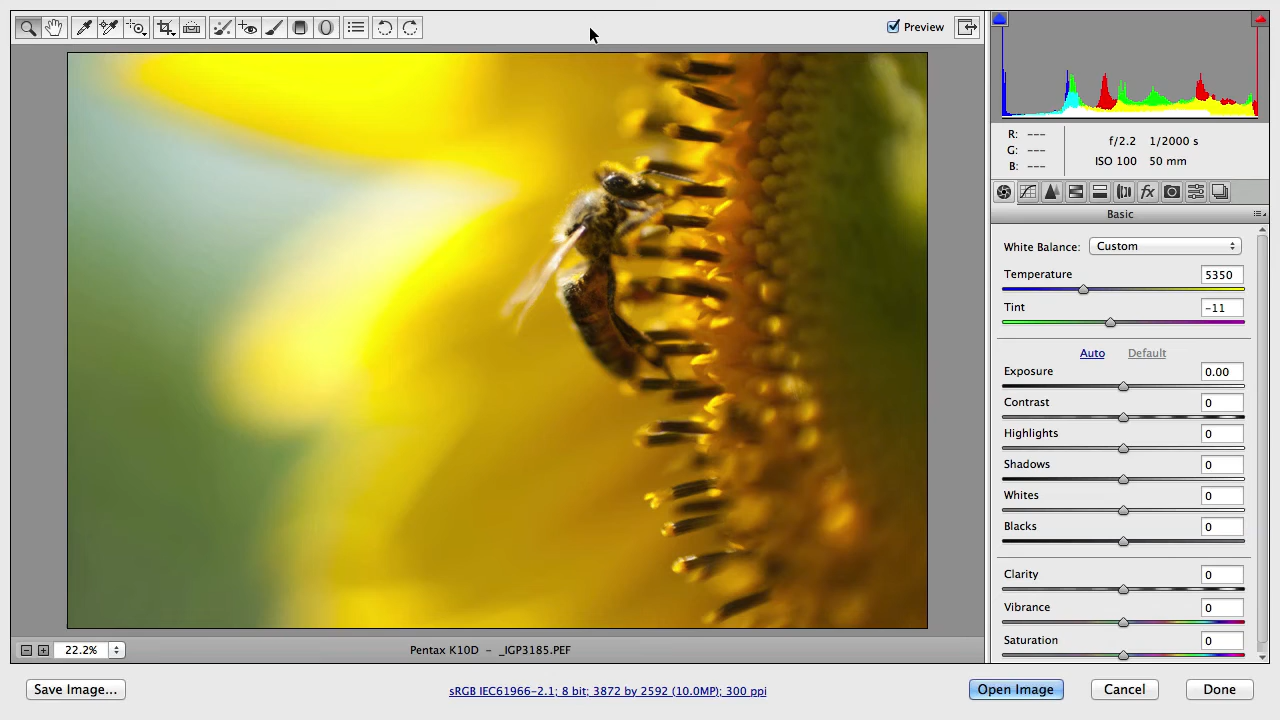 Preview
R: ---
G: ---
B: ---
f/2.2 1/2000 s
ISO 100 50 mm
fx
Basic
White Balance: Custom
Temperature 5350
Tint -11
Auto Default
Exposure 0.00
Contrast 0
Highlights 0
Shadows 0
Whites 0
Blacks 0
Clarity 0
Vibrance 0
Saturation 0
22.2%
Pentax K10D - _IGP3185.PEF
Save Image...
sRGB IEC61966-2.1; 8 bit; 3872 by 2592 (10.0MP); 300 ppi
Open Image
Cancel
Done